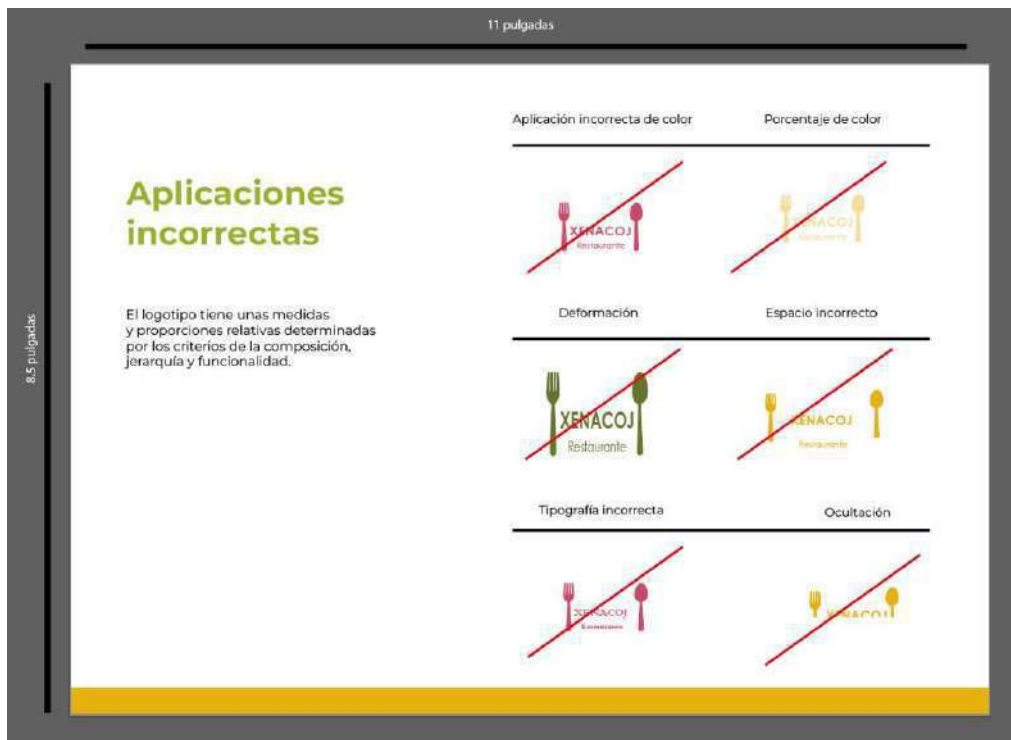 11 pulgadas
8.5 pulgadas
Aplicaciones
incorrectas
El logotipo tiene unas medidas
y proporciones relativas determinadas
por los criterios de la composición,
jerarquía y funcionalidad.
Aplicación incorrecta de color
Porcentaje de color
XENACOJ
Restaurante
XENACOJ
Restaurante
Deformación
Espacio incorrecto
XENACOJ
Restaurante
XENACOJ
Restaurante
Tipografía incorrecta
Ocultación
XENACOJ
Restaurante
XENACOJ